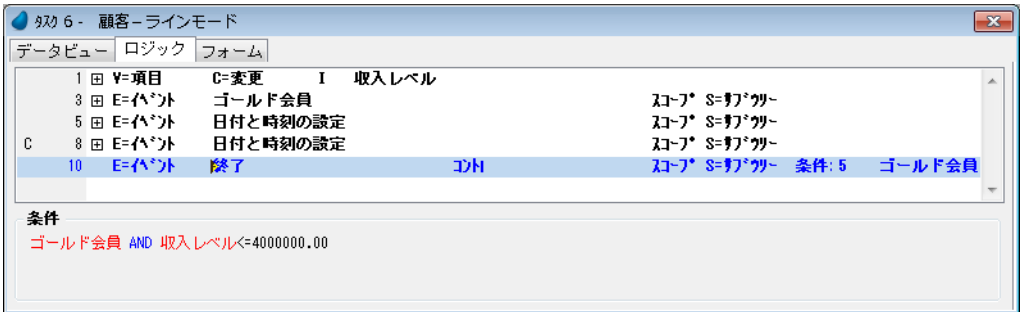 ﾀｽｸ 6 - 顧客－ラインモード
データビュー ロジック フォーム
1 V=項目 C=変更 I 収入レベル
3 E=ｲﾍﾞﾝﾄ ゴールド会員 ｽｺｰﾌﾟ S=ｻﾌﾞﾂﾘｰ
5 E=ｲﾍﾞﾝﾄ 日付と時刻の設定 ｽｺｰﾌﾟ S=ｻﾌﾞﾂﾘｰ
C 8 E=ｲﾍﾞﾝﾄ 日付と時刻の設定 ｽｺｰﾌﾟ S=ｻﾌﾞﾂﾘｰ
10 E=ｲﾍﾞﾝﾄ 終了 ｺﾝﾄﾛ ｽｺｰﾌﾟ S=ｻﾌﾞﾂﾘｰ 条件: 5 ゴールド会員
条件
ゴールド会員 AND 収入レベル<=4000000.00